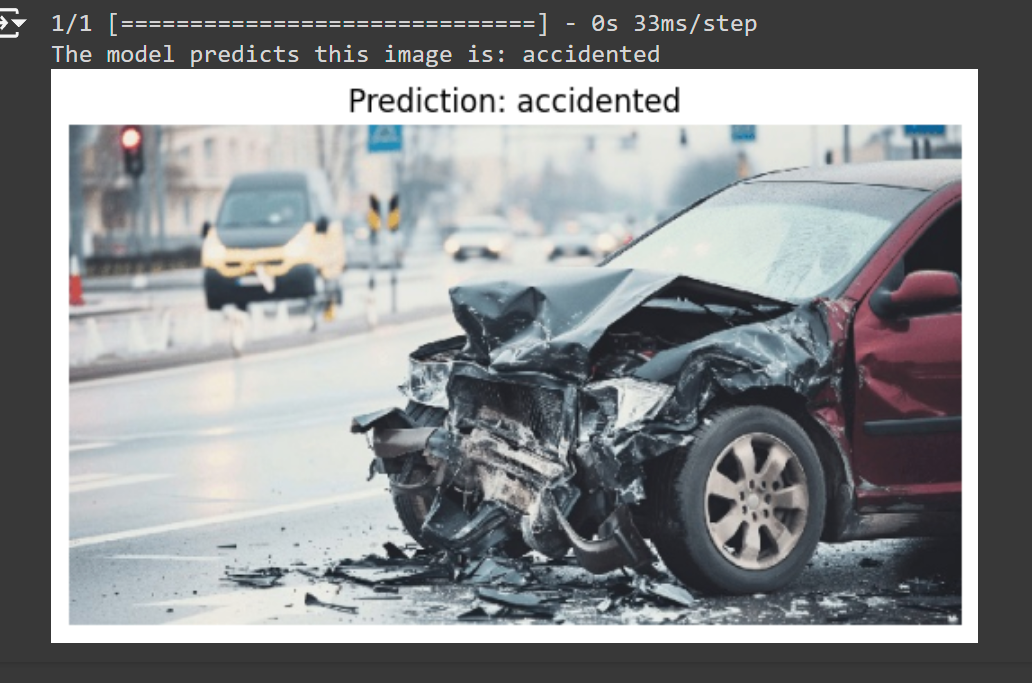 1/1 [==============================] - 0s 33ms/step
The model predicts this image is: accidented
Prediction: accidented